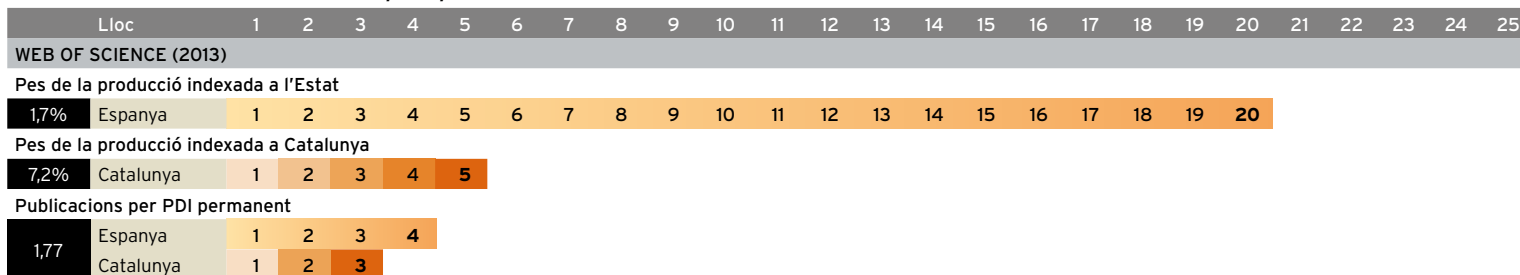 Lloc 1 2 3 4 5 6 7 8 9 10 11 12 13 14 15 16 17 18 19 20 21 22 23 24 25
WEB OF SCIENCE (2013)
Pes de la producció indexada a l'Estat
1,7% Espanya 1 2 3 4 5 6 7 8 9 10 11 12 13 14 15 16 17 18 19 20
Pes de la producció indexada a Catalunya
7,2% Catalunya 1 2 3 4 5
Publicacions per PDI permanent
1,77 Espanya 1 2 3 4
Catalunya 1 2 3